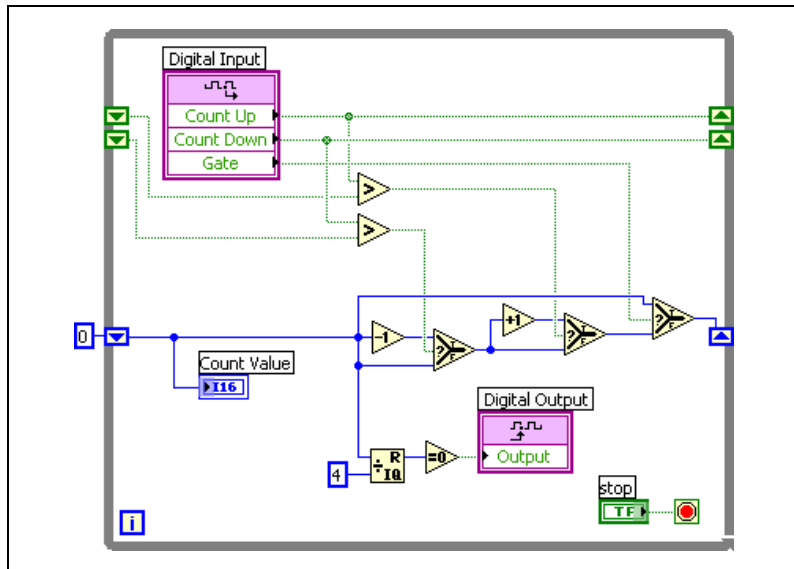 Digital Input
Count Up
Count Down
Gate
>
>
0
-1
+1
?
T
F
?
T
F
?
T
F
Count Value
I16
Digital Output
Output
4
R
÷
IQ
=0
stop
TF
i